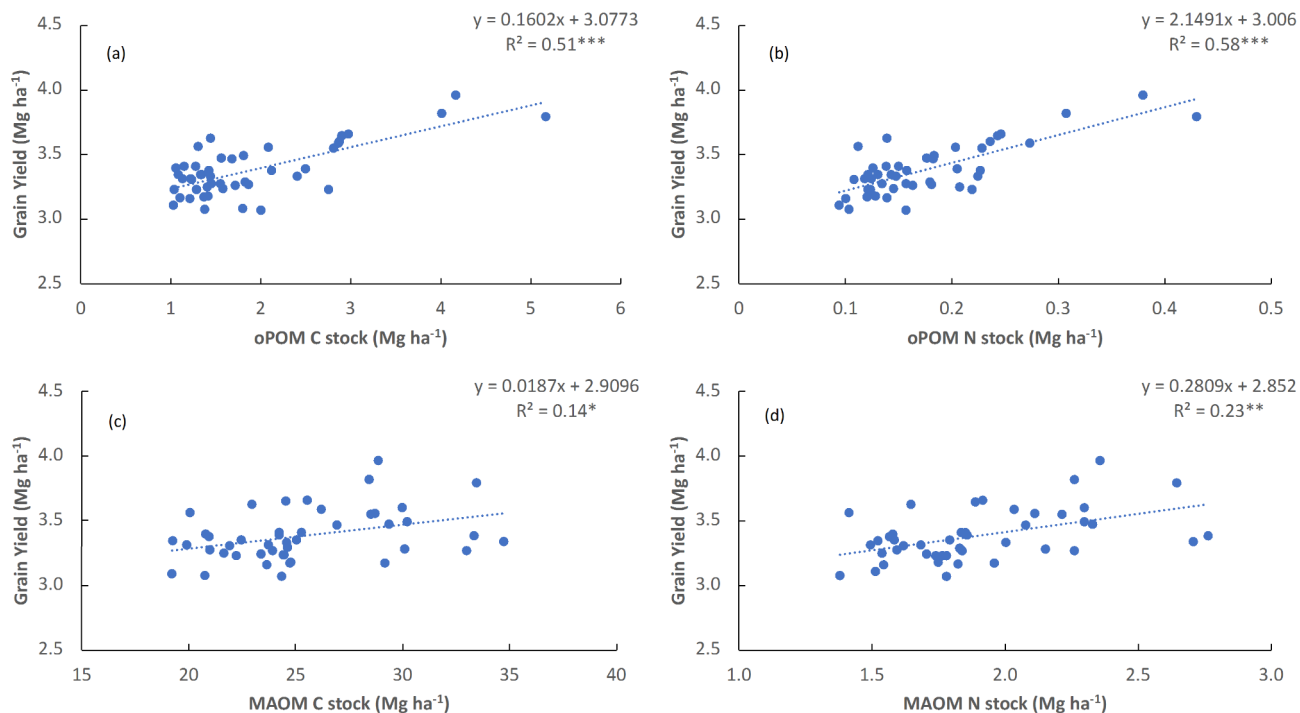 y = 0.1602x + 3.0773
R² = 0.51***
(a)
Grain Yield (Mg ha⁻¹)
4.5
4.0
3.5
3.0
2.5
0 1 2 3 4 5 6
oPOM C stock (Mg ha⁻¹)
y = 2.1491x + 3.006
R² = 0.58***
(b)
Grain Yield (Mg ha⁻¹)
4.5
4.0
3.5
3.0
2.5
0 0.1 0.2 0.3 0.4 0.5
oPOM N stock (Mg ha⁻¹)
y = 0.0187x + 2.9096
R² = 0.14*
(c)
Grain Yield (Mg ha⁻¹)
4.5
4.0
3.5
3.0
2.5
15 20 25 30 35 40
MAOM C stock (Mg ha⁻¹)
y = 0.2809x + 2.852
R² = 0.23**
(d)
Grain Yield (Mg ha⁻¹)
4.5
4.0
3.5
3.0
2.5
1.0 1.5 2.0 2.5 3.0
MAOM N stock (Mg ha⁻¹)